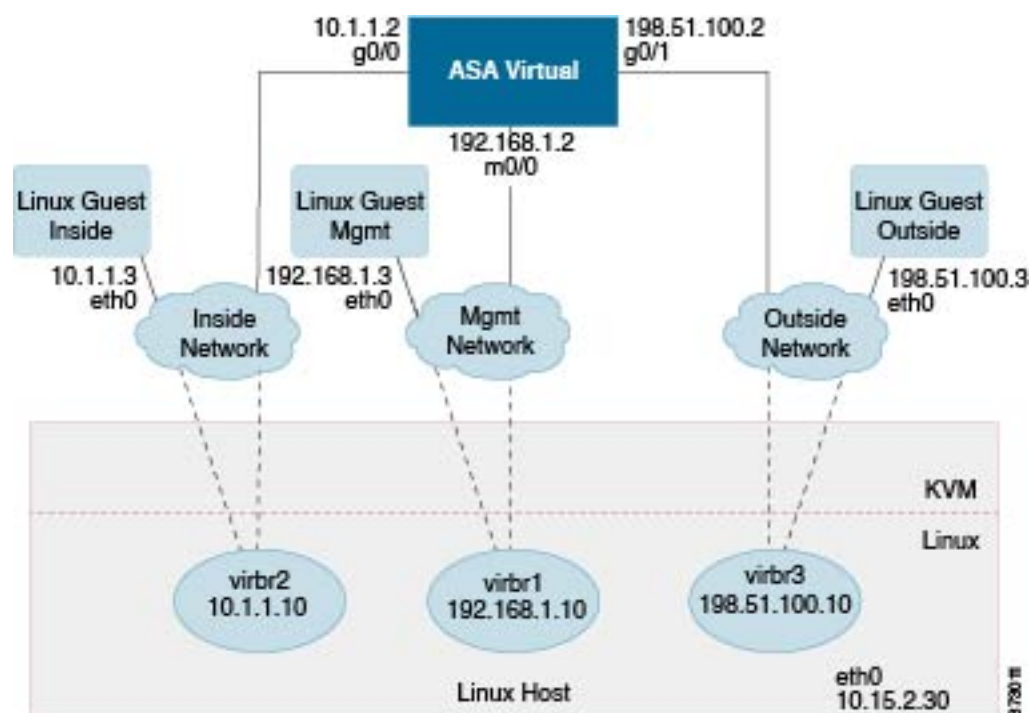 10.1.1.2
g0/0
ASA Virtual
198.51.100.2
g0/1
192.168.1.2
m0/0
Linux Guest
Inside
Linux Guest
Mgmt
Linux Guest
Outside
10.1.1.3
eth0
192.168.1.3
eth0
198.51.100.3
eth0
Inside
Network
Mgmt
Network
Outside
Network
KVM
Linux
virbr2
10.1.1.10
virbr1
192.168.1.10
virbr3
198.51.100.10
Linux Host
eth0
10.15.2.30